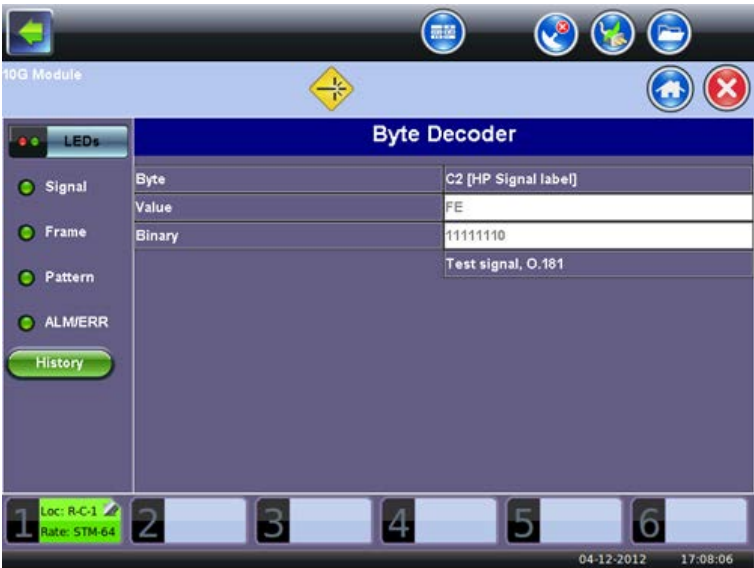 10G Module
LEDs
Byte Decoder
Signal
Byte
C2 [HP Signal label]
Value
FE
Frame
Binary
11111110
Test signal, O.181
Pattern
ALM/ERR
History
1
Loc: R-C-1
Rate: STM-64
2
3
4
5
6
04-12-2012 17:08:06